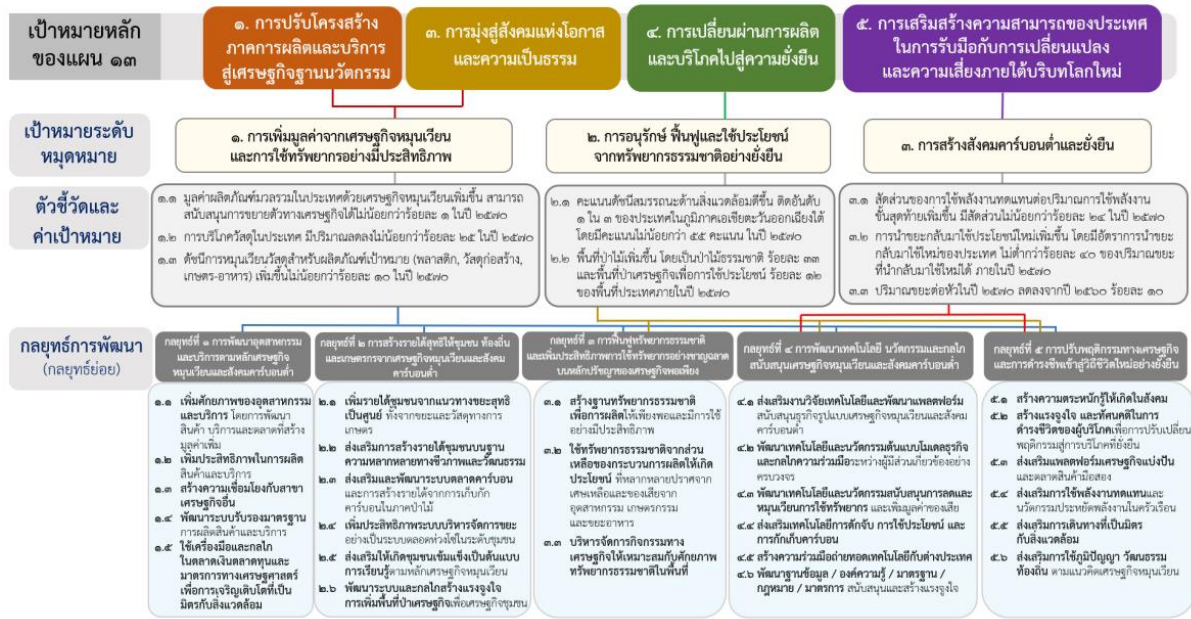 เป้าหมายหลัก
ของแผน ๑๓
๑. การปรับโครงสร้าง
ภาคการผลิตและบริการ
สู่เศรษฐกิจฐานนวัตกรรม
๓. การมุ่งสู่สังคมแห่งโอกาส
และความเป็นธรรม
๔. การเปลี่ยนผ่านการผลิต
และบริโภคไปสู่ความยั่งยืน
๕. การเสริมสร้างความสามารถของประเทศ
ในการรับมือกับการเปลี่ยนแปลง
และความเสี่ยงภายใต้บริบทโลกใหม่
เป้าหมายระดับ
หมุดหมาย
๑. การเพิ่มมูลค่าจากเศรษฐกิจหมุนเวียน
และการใช้ทรัพยากรอย่างมีประสิทธิภาพ
๒. การอนุรักษ์ ฟื้นฟูและใช้ประโยชน์
จากทรัพยากรธรรมชาติอย่างยั่งยืน
๓. การสร้างสังคมคาร์บอนต่ำและยั่งยืน
ตัวชี้วัดและ
ค่าเป้าหมาย
๑.๑ มูลค่าผลิตภัณฑ์มวลรวมในประเทศด้วยเศรษฐกิจหมุนเวียนเพิ่มขึ้น สามารถ
สนับสนุนการขยายตัวทางเศรษฐกิจได้ไม่น้อยกว่าร้อยละ ๑ ในปี ๒๕๗๐
๑.๒ การบริโภควัสดุในประเทศ มีปริมาณลดลงไม่น้อยกว่าร้อยละ ๒๕ ในปี ๒๕๗๐
๑.๓ ดัชนีการหมุนเวียนวัสดุสำหรับผลิตภัณฑ์เป้าหมาย (พลาสติก, วัสดุก่อสร้าง,
เกษตร-อาหาร) เพิ่มขึ้นไม่น้อยกว่าร้อยละ ๑๐ ในปี ๒๕๗๐
๒.๑ คะแนนดัชนีสมรรถนะด้านสิ่งแวดล้อมดีขึ้น ติดอันดับ
๑ ใน ๓ ของประเทศในภูมิภาคเอเชียตะวันออกเฉียงใต้
โดยมีคะแนนไม่น้อยกว่า ๕๕ คะแนน ในปี ๒๕๗๐
๒.๒ พื้นที่ป่าไม้เพิ่มขึ้น โดยเป็นป่าไม้ธรรมชาติ ร้อยละ ๓๓
และพื้นที่ป่าเศรษฐกิจเพื่อการใช้ประโยชน์ ร้อยละ ๑๒
ของพื้นที่ประเทศภายในปี ๒๕๗๐
๓.๑ สัดส่วนของการใช้พลังงานทดแทนต่อปริมาณการใช้พลังงาน
ขั้นสุดท้ายเพิ่มขึ้น มีสัดส่วนไม่น้อยกว่าร้อยละ ๒๔ ในปี ๒๕๗๐
๓.๒ การนำขยะกลับมาใช้ประโยชน์ใหม่เพิ่มขึ้น โดยมีอัตราการนำขยะ
กลับมาใช้ใหม่ของประเทศ ไม่ต่ำกว่าร้อยละ ๔๐ ของปริมาณขยะ
ที่นำกลับมาใช้ใหม่ได้ ภายในปี ๒๕๗๐
๓.๓ ปริมาณขยะต่อหัวในปี ๒๕๗๐ ลดลงจากปี ๒๕๖๐ ร้อยละ ๑๐
กลยุทธ์การพัฒนา
(กลยุทธ์ย่อย)
กลยุทธ์ที่ ๑ การพัฒนาอุตสาหกรรม
และบริการตามหลักเศรษฐกิจ
หมุนเวียนและสังคมคาร์บอนต่ำ
๑.๑ เพิ่มศักยภาพของอุตสาหกรรม
และบริการ โดยการพัฒนา
สินค้า บริการและตลาดที่สร้าง
มูลค่าเพิ่ม
๑.๒ เพิ่มประสิทธิภาพในการผลิต
สินค้าและบริการ
๑.๓ สร้างความเชื่อมโยงกับสาขา
เศรษฐกิจอื่น
๑.๔ พัฒนาระบบรับรองมาตรฐาน
การผลิตสินค้าและบริการ
๑.๕ ใช้เครื่องมือและกลไก
ในตลาดเงินตลาดทุนและ
มาตรการทางเศรษฐศาสตร์
เพื่อการเจริญเติบโตที่เป็น
มิตรกับสิ่งแวดล้อม
กลยุทธ์ที่ ๒ การสร้างรายได้สุทธิให้ชุมชน ท้องถิ่น
และเกษตรกรจากเศรษฐกิจหมุนเวียนและสังคม
คาร์บอนต่ำ
๒.๑ เพิ่มรายได้ชุมชนจากแนวทางขยะสุทธิ
เป็นศูนย์ ทั้งจากขยะและวัสดุทางการ
เกษตร
๒.๒ ส่งเสริมการสร้างรายได้ชุมชนบนฐาน
ความหลากหลายทางชีวภาพและวัฒนธรรม
๒.๓ ส่งเสริมและพัฒนาระบบตลาดคาร์บอน
และการสร้างรายได้จากการเก็บกัก
คาร์บอนในภาคป่าไม้
๒.๔ เพิ่มประสิทธิภาพระบบบริหารจัดการขยะ
อย่างเป็นระบบตลอดห่วงโซ่ในระดับชุมชน
๒.๕ ส่งเสริมให้เกิดชุมชนเข้มแข็งเป็นต้นแบบ
การเรียนรู้ตามหลักเศรษฐกิจหมุนเวียน
๒.๖ พัฒนาระบบและกลไกสร้างแรงจูงใจ
การเพิ่มพื้นที่ป่าเศรษฐกิจเพื่อเศรษฐกิจชุมชน
กลยุทธ์ที่ ๓ การฟื้นฟูทรัพยากรธรรมชาติ
และเพิ่มประสิทธิภาพการใช้ทรัพยากรอย่างชาญฉลาด
บนหลักปรัชญาของเศรษฐกิจพอเพียง
๓.๑ สร้างฐานทรัพยากรธรรมชาติ
เพื่อการผลิตให้เพียงพอและมีการใช้
อย่างมีประสิทธิภาพ
๓.๒ ใช้ทรัพยากรธรรมชาติจากส่วน
เหลือของกระบวนการผลิตให้เกิด
ประโยชน์ ที่หลากหลายปราศจาก
เศษเหลือและของเสียจาก
อุตสาหกรรม เกษตรกรรม
และขยะอาหาร
๓.๓ บริหารจัดการกิจกรรมทาง
เศรษฐกิจให้เหมาะสมกับศักยภาพ
ทรัพยากรธรรมชาติในพื้นที่
กลยุทธ์ที่ ๔ การพัฒนาเทคโนโลยี นวัตกรรมและกลไก
สนับสนุนเศรษฐกิจหมุนเวียนและสังคมคาร์บอนต่ำ
๔.๑ ส่งเสริมงานวิจัยเทคโนโลยีและพัฒนาแพลตฟอร์ม
สนับสนุนธุรกิจรูปแบบเศรษฐกิจหมุนเวียนและสังคม
คาร์บอนต่ำ
๔.๒ พัฒนาเทคโนโลยีและนวัตกรรมต้นแบบโมเดลธุรกิจ
และกลไกความร่วมมือระหว่างผู้มีส่วนเกี่ยวข้องอย่าง
ครบวงจร
๔.๓ พัฒนาเทคโนโลยีและนวัตกรรมสนับสนุนการลดและ
หมุนเวียนการใช้ทรัพยากร และเพิ่มมูลค่าของเสีย
๔.๔ ส่งเสริมเทคโนโลยีการดักจับ การใช้ประโยชน์ และ
การกักเก็บคาร์บอน
๔.๕ สร้างความร่วมมือถ่ายทอดเทคโนโลยีกับต่างประเทศ
๔.๖ พัฒนาฐานข้อมูล / องค์ความรู้ / มาตรฐาน /
กฎหมาย / มาตรการ สนับสนุนและสร้างแรงจูงใจ
กลยุทธ์ที่ ๕ การปรับพฤติกรรมทางเศรษฐกิจ
และการดำรงชีพเข้าสู่วิถีชีวิตใหม่อย่างยั่งยืน
๕.๑ สร้างความตระหนักรู้ให้เกิดในสังคม
๕.๒ สร้างแรงจูงใจ และทัศนคติในการ
ดำรงชีวิตของผู้บริโภคเพื่อการปรับเปลี่ยน
พฤติกรรมสู่การบริโภคที่ยั่งยืน
๕.๓ ส่งเสริมแพลตฟอร์มเศรษฐกิจแบ่งปัน
และตลาดสินค้ามือสอง
๕.๔ ส่งเสริมการใช้พลังงานทดแทนและ
นวัตกรรมประหยัดพลังงานในครัวเรือน
๕.๕ ส่งเสริมการเดินทางที่เป็นมิตร
กับสิ่งแวดล้อม
๕.๖ ส่งเสริมการใช้ภูมิปัญญา วัฒนธรรม
ท้องถิ่น ตามแนวคิดเศรษฐกิจหมุนเวียน